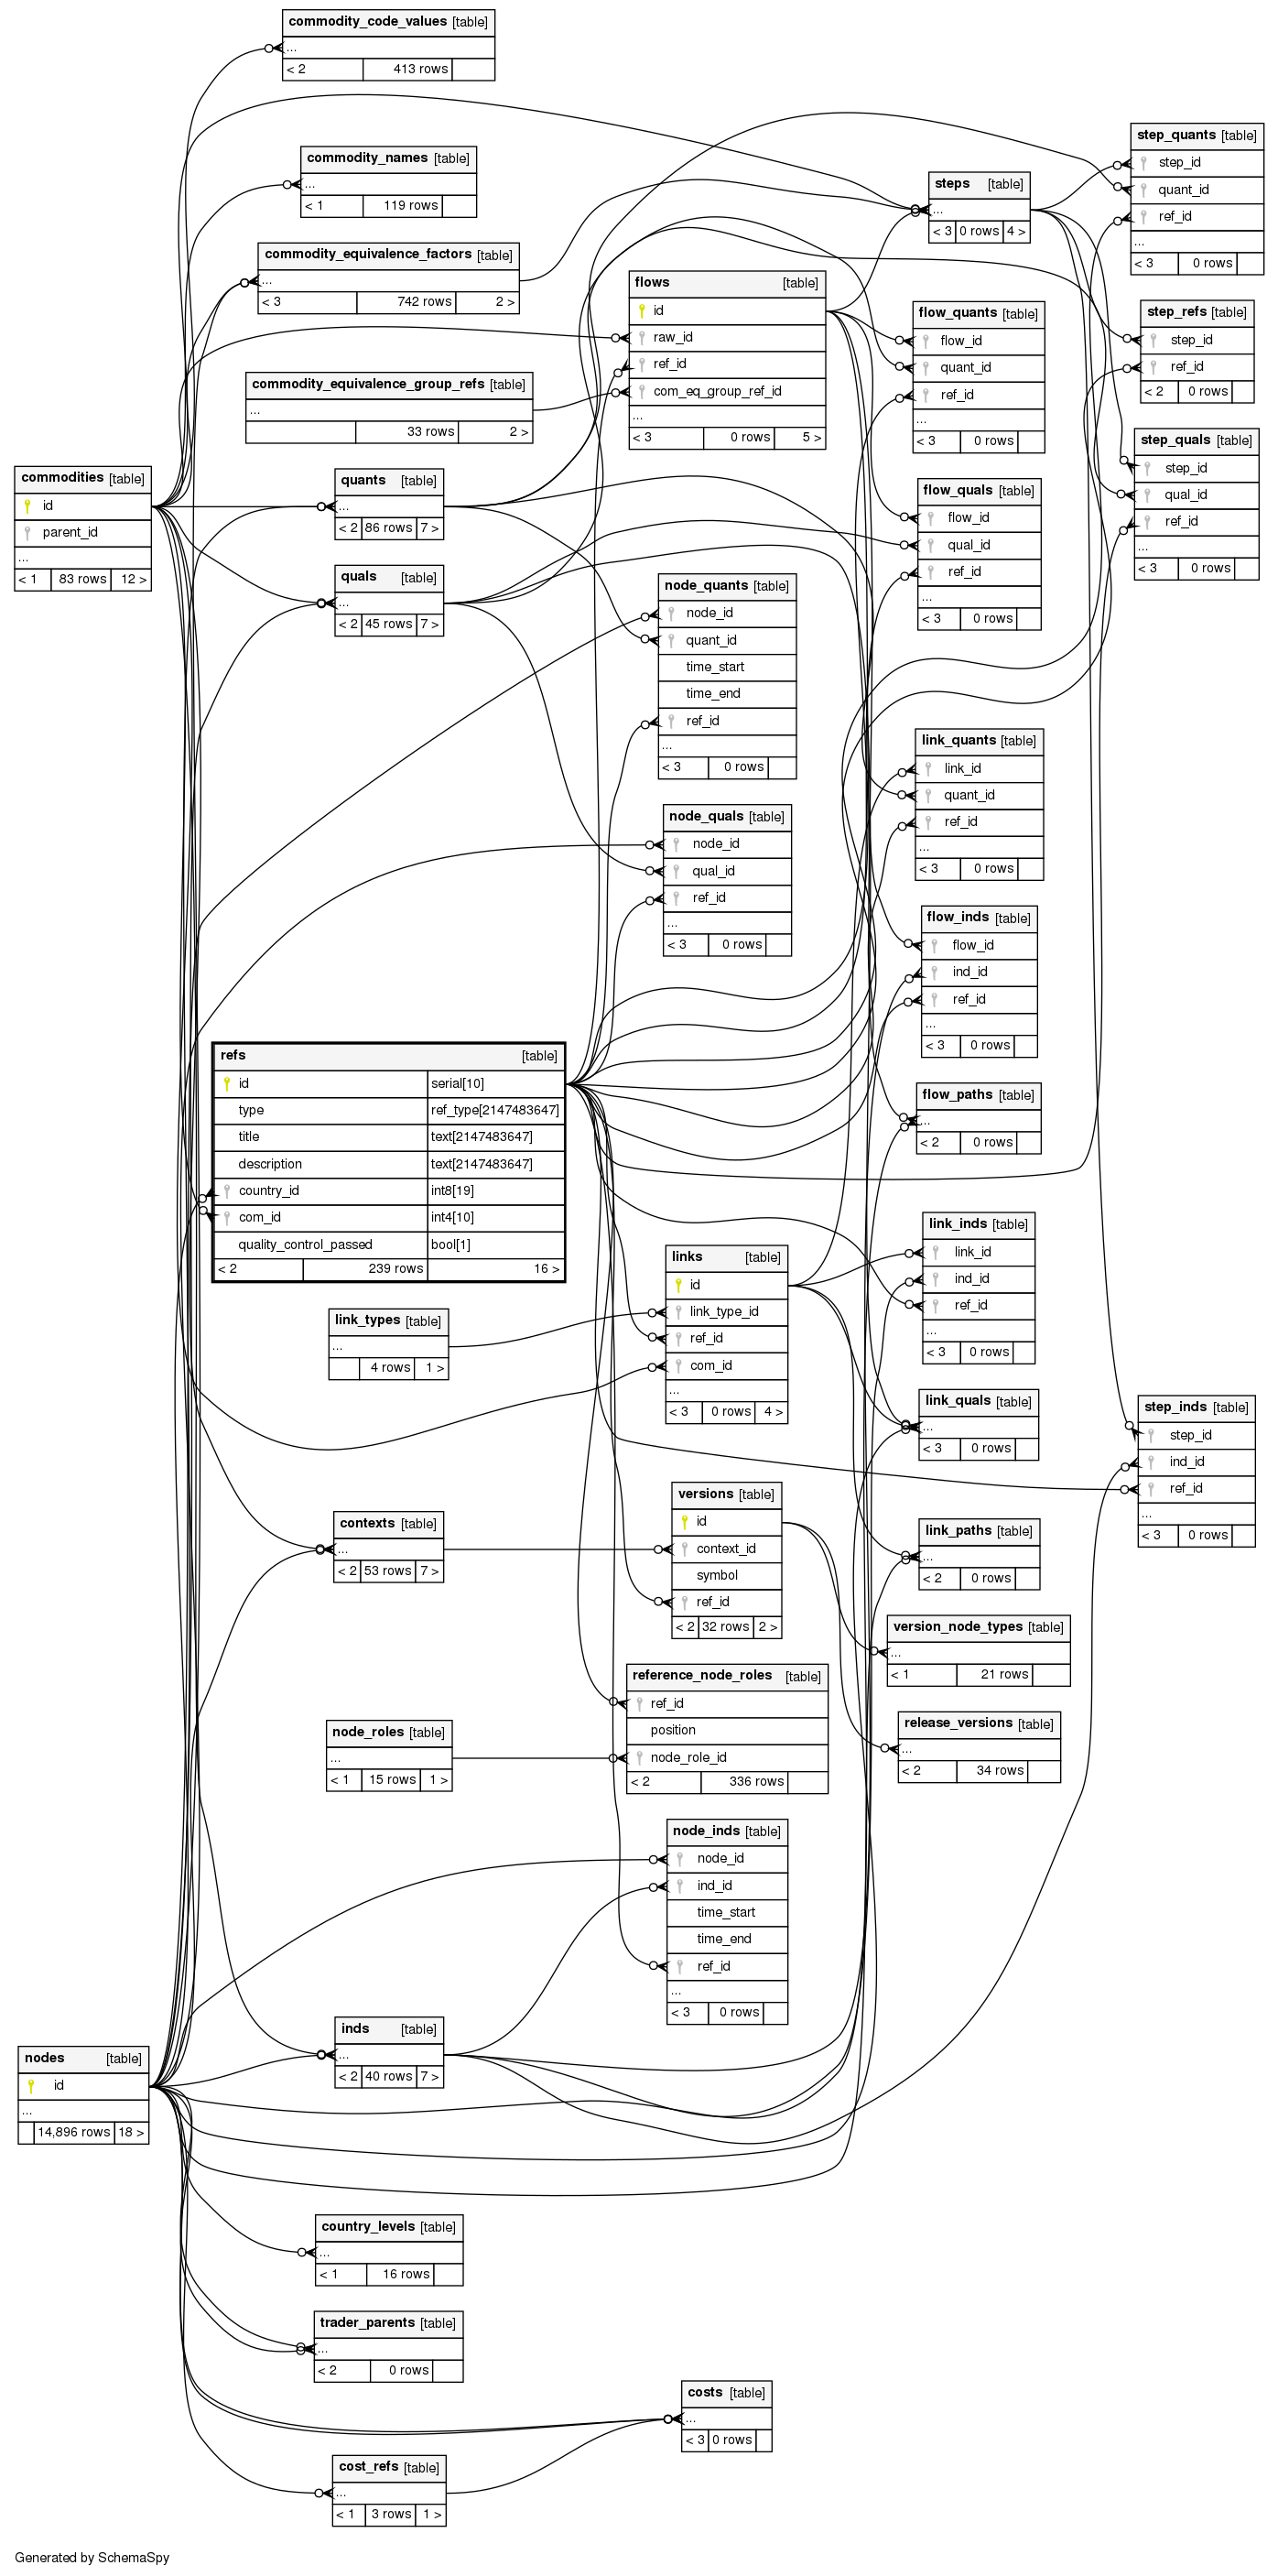 commodity_code_values [table]
...
< 2 413 rows
commodity_names [table]
...
< 1 119 rows
commodity_equivalence_factors [table]
...
< 3 742 rows 2 >
commodity_equivalence_group_refs [table]
...
33 rows 2 >
commodities [table]
id
parent_id
...
< 1 83 rows 12 >
quants [table]
...
< 2 86 rows 7 >
quals [table]
...
< 2 45 rows 7 >
steps [table]
...
< 3 0 rows 4 >
flows [table]
id
raw_id
ref_id
com_eq_group_ref_id
...
< 3 0 rows 5 >
step_quants [table]
step_id
quant_id
ref_id
...
< 3 0 rows
step_refs [table]
step_id
ref_id
< 2 0 rows
step_quals [table]
step_id
qual_id
ref_id
...
< 3 0 rows
flow_quants [table]
flow_id
quant_id
ref_id
...
< 3 0 rows
flow_quals [table]
flow_id
qual_id
ref_id
...
< 3 0 rows
node_quants [table]
node_id
quant_id
time_start
time_end
ref_id
...
< 3 0 rows
node_quals [table]
node_id
qual_id
ref_id
...
< 3 0 rows
link_quants [table]
link_id
quant_id
ref_id
...
< 3 0 rows
flow_inds [table]
flow_id
ind_id
ref_id
...
< 3 0 rows
flow_paths [table]
...
< 2 0 rows
refs [table]
id serial[10]
type ref_type[2147483647]
title text[2147483647]
description text[2147483647]
country_id int8[19]
com_id int4[10]
quality_control_passed bool[1]
< 2 239 rows 16 >
link_types [table]
...
4 rows 1 >
links [table]
id
link_type_id
ref_id
com_id
...
< 3 0 rows 4 >
link_inds [table]
link_id
ind_id
ref_id
...
< 3 0 rows
link_quals [table]
...
< 3 0 rows
step_inds [table]
step_id
ind_id
ref_id
...
< 3 0 rows
contexts [table]
...
< 2 53 rows 7 >
versions [table]
id
context_id
symbol
ref_id
< 2 32 rows 2 >
link_paths [table]
...
< 2 0 rows
version_node_types [table]
...
< 1 21 rows
release_versions [table]
...
< 2 34 rows
reference_node_roles [table]
ref_id
position
node_role_id
< 2 336 rows
node_roles [table]
...
< 1 15 rows 1 >
node_inds [table]
node_id
ind_id
time_start
time_end
ref_id
...
< 3 0 rows
inds [table]
...
< 2 40 rows 7 >
nodes [table]
id
...
14,896 rows 18 >
country_levels [table]
...
< 1 16 rows
trader_parents [table]
...
< 2 0 rows
costs [table]
...
< 3 0 rows
cost_refs [table]
...
< 1 3 rows 1 >
Generated by SchemaSpy